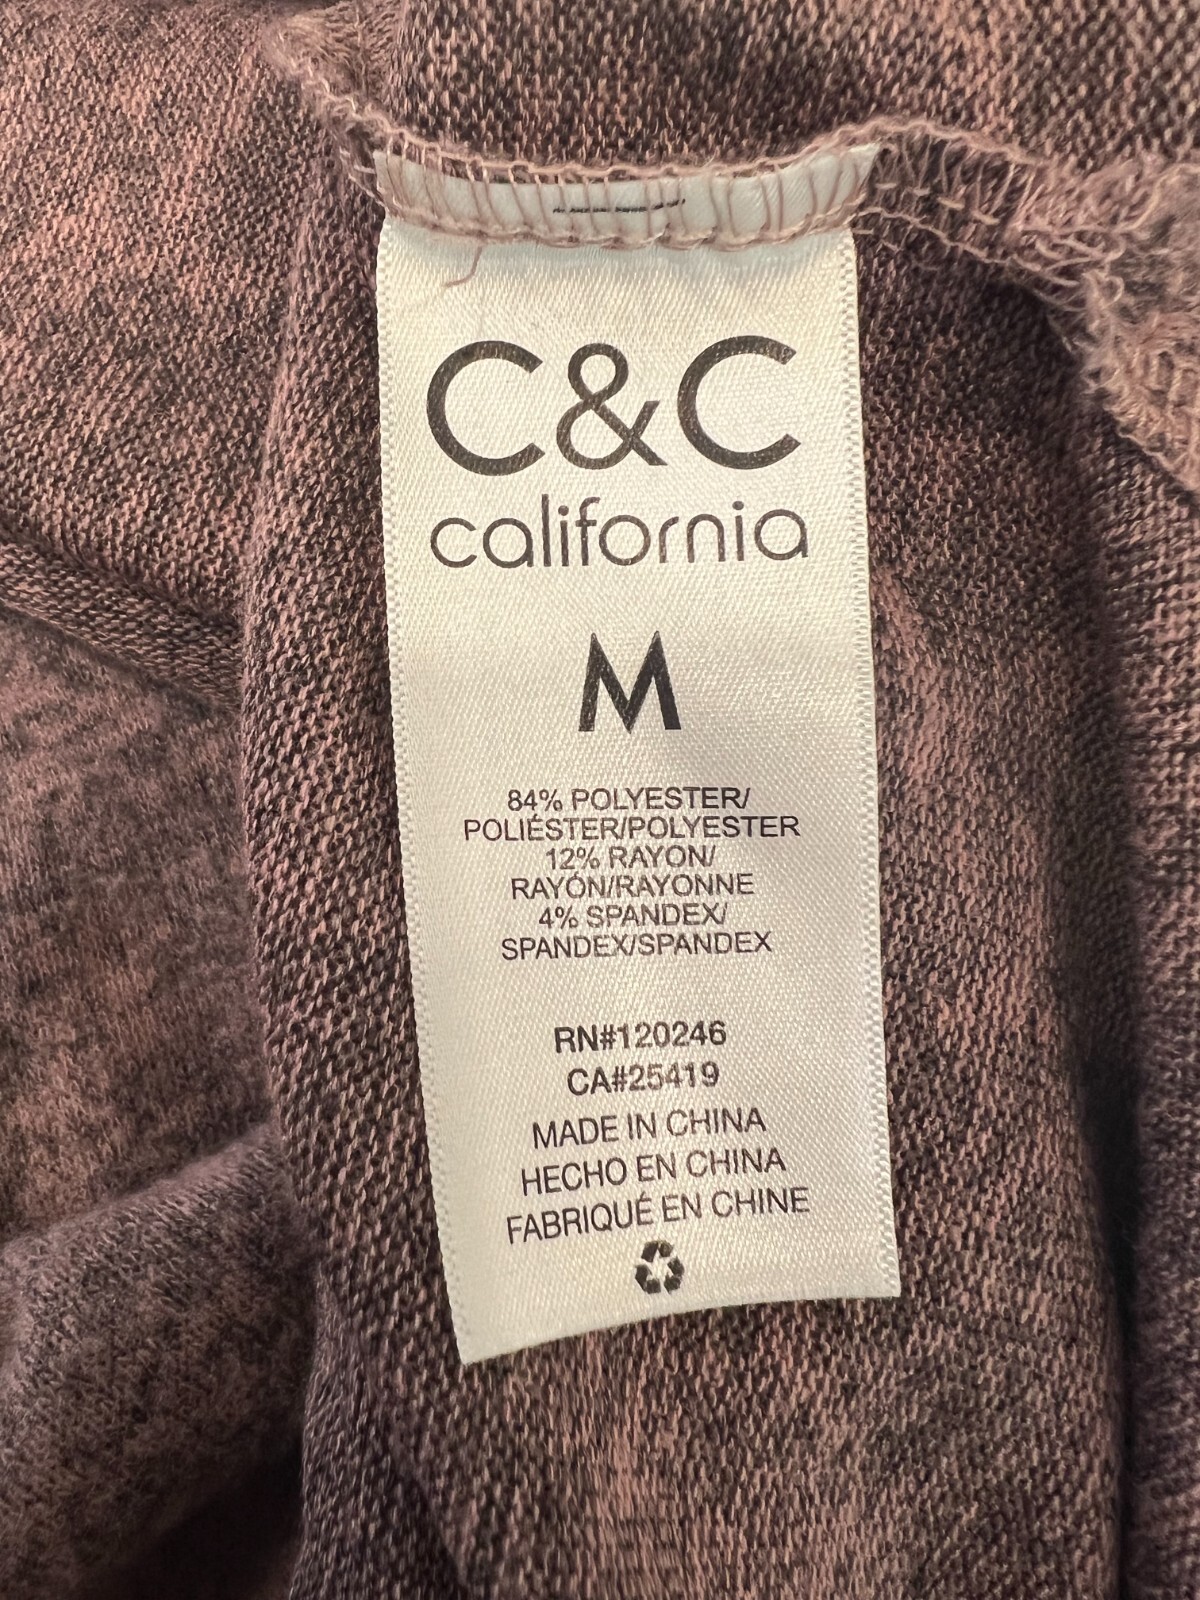 C&C
california
M
84% POLYESTER/
POLIÉSTER/POLYESTER
12% RAYON/
RAYÓN/RAYONNE
4% SPANDEX/
SPANDEX/SPANDEX
RN#120246
CA#25419
MADE IN CHINA
HECHO EN CHINA
FABRIQUÉ EN CHINE